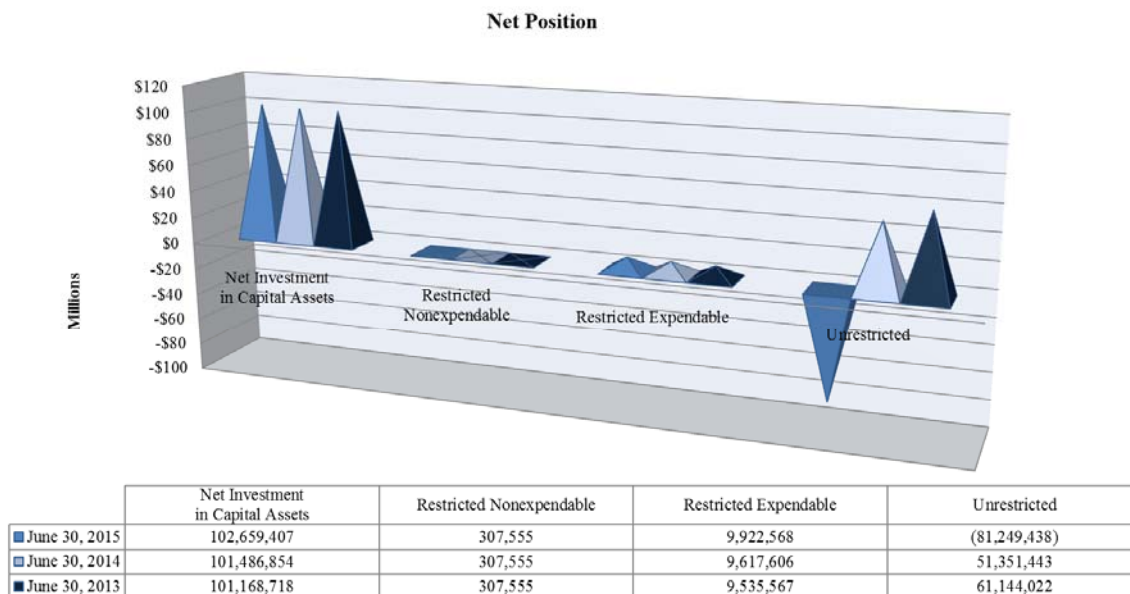 Net Position
$120
$100
$80
$60
$40
$20
$0
-$20
-$40
-$60
-$80
-$100
Millions
Net Investment
in Capital Assets
Restricted
Nonexpendable
Restricted Expendable
Unrestricted
Net Investment
in Capital Assets Restricted Nonexpendable Restricted Expendable Unrestricted
June 30, 2015 102,659,407 307,555 9,922,568 (81,249,438)
June 30, 2014 101,486,854 307,555 9,617,606 51,351,443
June 30, 2013 101,168,718 307,555 9,535,567 61,144,022